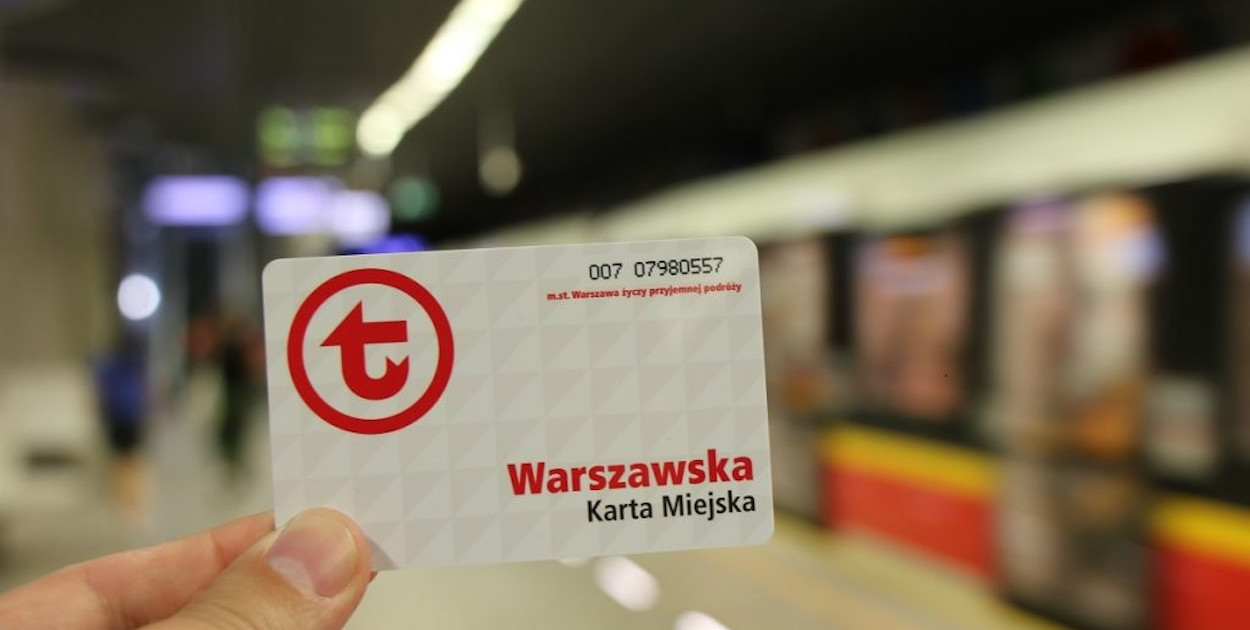 007 07980557
m.st. Warszawa życzy przyjemnej podróży
Warszawska
Karta Miejska